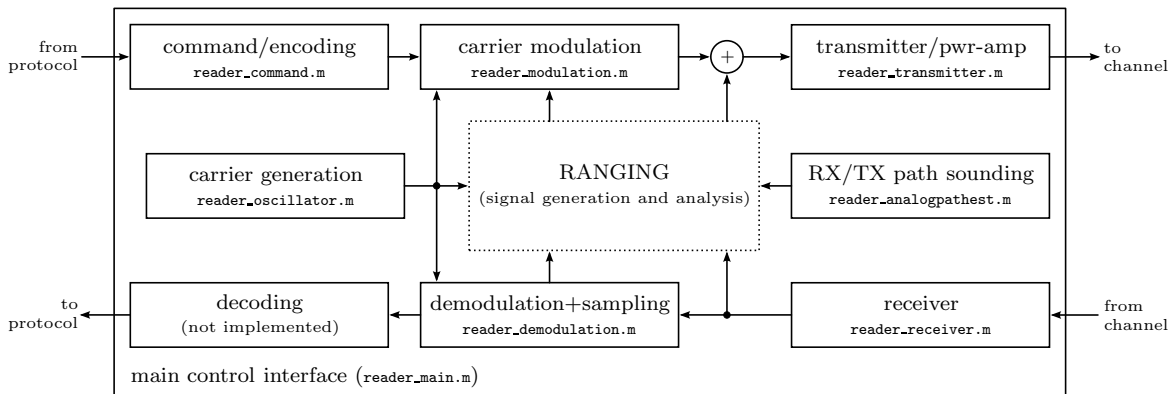 from
protocol
command/encoding
reader_command.m
carrier modulation
reader_modulation.m
+
transmitter/pwr-amp
reader_transmitter.m
to
channel
carrier generation
reader_oscillator.m
RANGING
(signal generation and analysis)
RX/TX path sounding
reader_analogpathest.m
to
protocol
decoding
(not implemented)
demodulation+sampling
reader_demodulation.m
receiver
reader_receiver.m
from
channel
main control interface (reader_main.m)